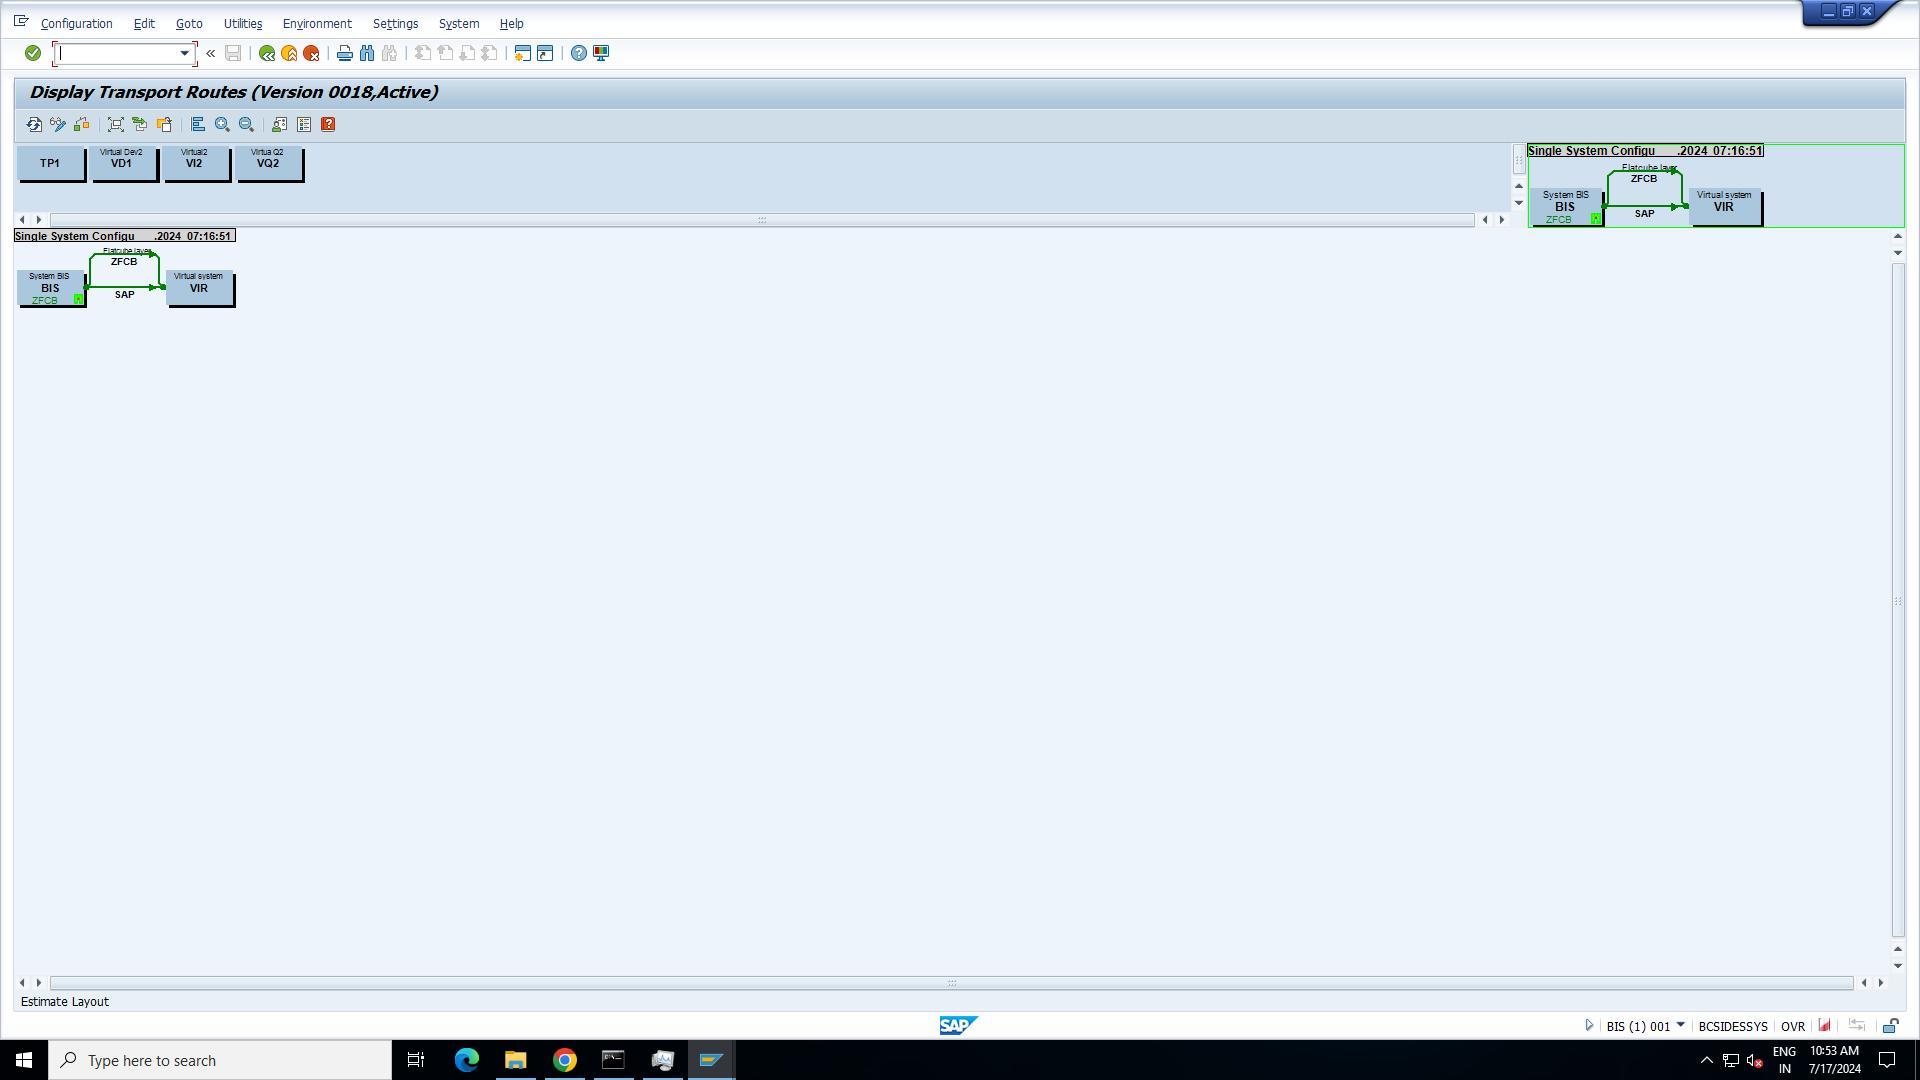 Configuration Edit Goto Utilities Environment Settings System Help
Display Transport Routes (Version 0018,Active)
TP1
Virtual Dev2
VD1
Virtual2
VI2
Virtua Q2
VQ2
Single System Configu .2024 07:16:51
Flatcube layer
ZFCB
System BIS
BIS
ZFCB
SAP
Virtual system
VIR
Single System Configu .2024 07:16:51
Flatcube layer
ZFCB
System BIS
BIS
ZFCB
SAP
Virtual system
VIR
Estimate Layout
SAP
BIS (1) 001 BCSIDESSYS OVR
Type here to search
ENG
IN
10:53 AM
7/17/2024